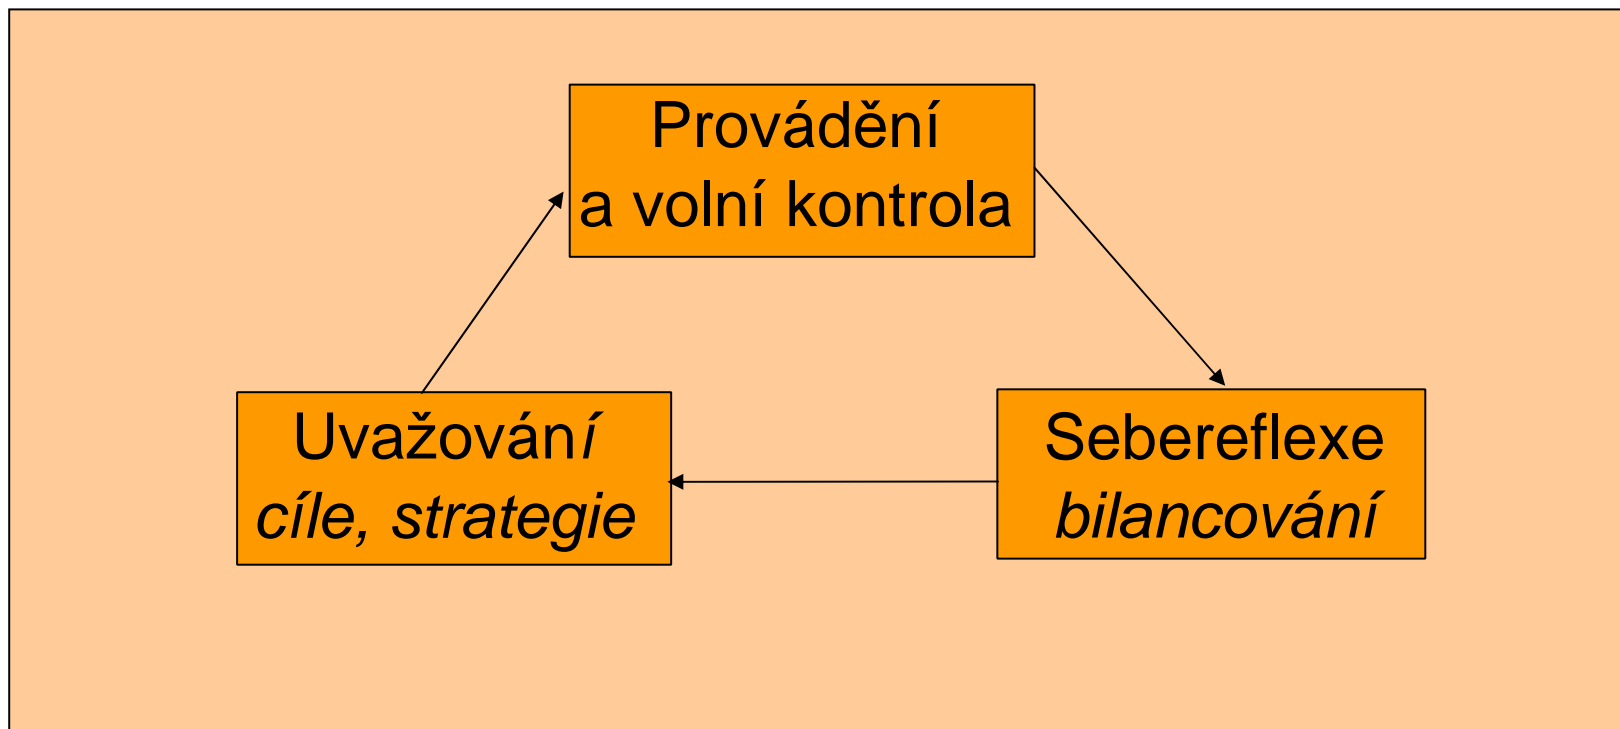 Provádění
a volní kontrola
Uvažování
cíle, strategie
Sebereflexe
bilancování